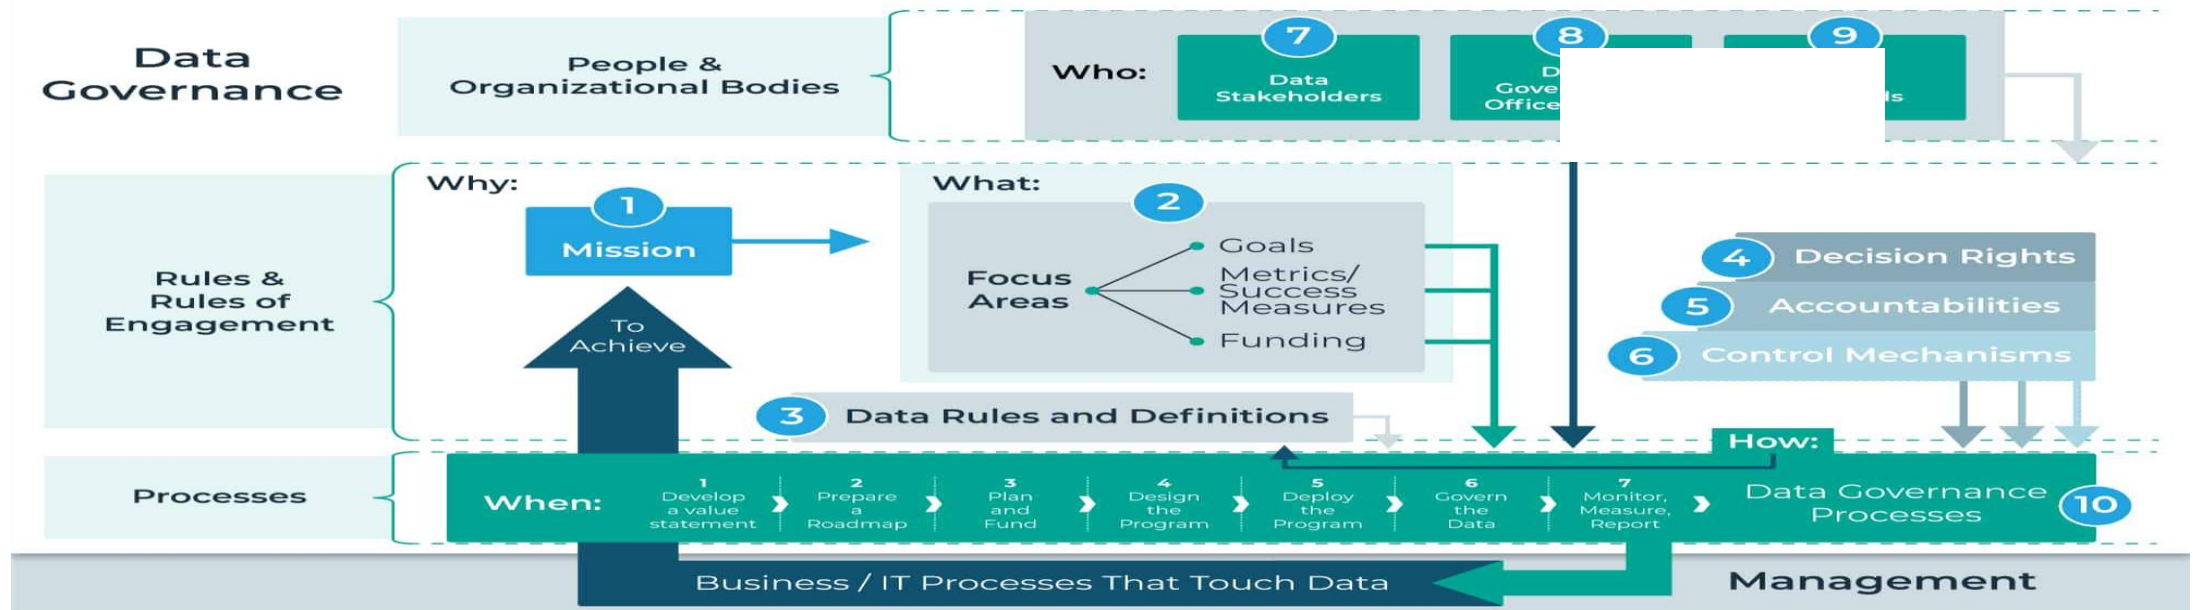 Data
Governance
People &
Organizational Bodies
Who:
7
Data
Stakeholders
8
9
Rules &
Rules of
Engagement
Why:
1
Mission
To
Achieve
What:
2
Focus
Areas
Goals
Metrics/
Success
Measures
Funding
3
Data Rules and Definitions
4
Decision Rights
5
Accountabilities
6
Control Mechanisms
Processes
When:
1
Develop
a value
statement
2
Prepare
a
Roadmap
3
Plan
and
Fund
4
Design
the
Program
5
Deploy
the
Program
6
Govern
the
Data
7
Monitor,
Measure,
Report
How:
Data Governance
Processes
10
Business / IT Processes That Touch Data
Management